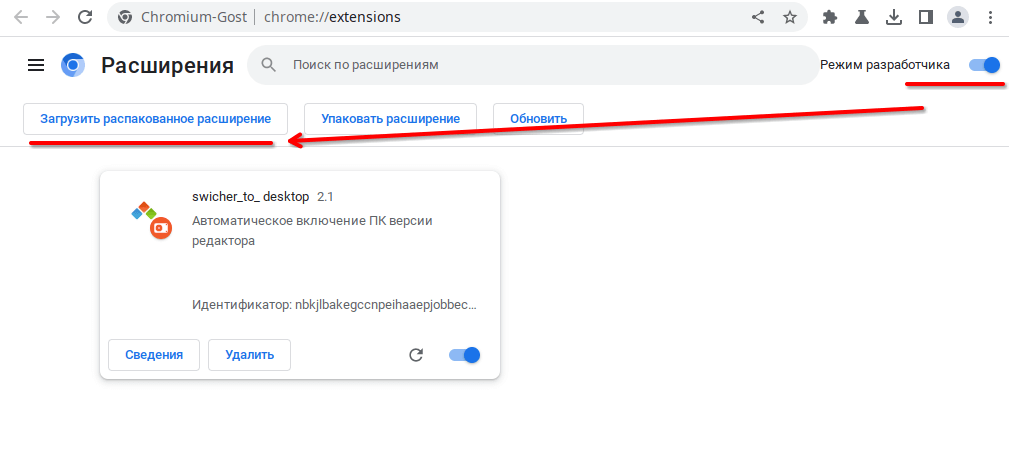 Chromium-Gost | chrome://extensions
Расширения
Поиск по расширениям
Режим разработчика
Загрузить распакованное расширение
Упаковать расширение
Обновить
swicher_to_ desktop 2.1
Автоматическое включение ПК версии
редактора
Идентификатор: nbkjlbakegccnpeihaaepjobbec...
Сведения
Удалить